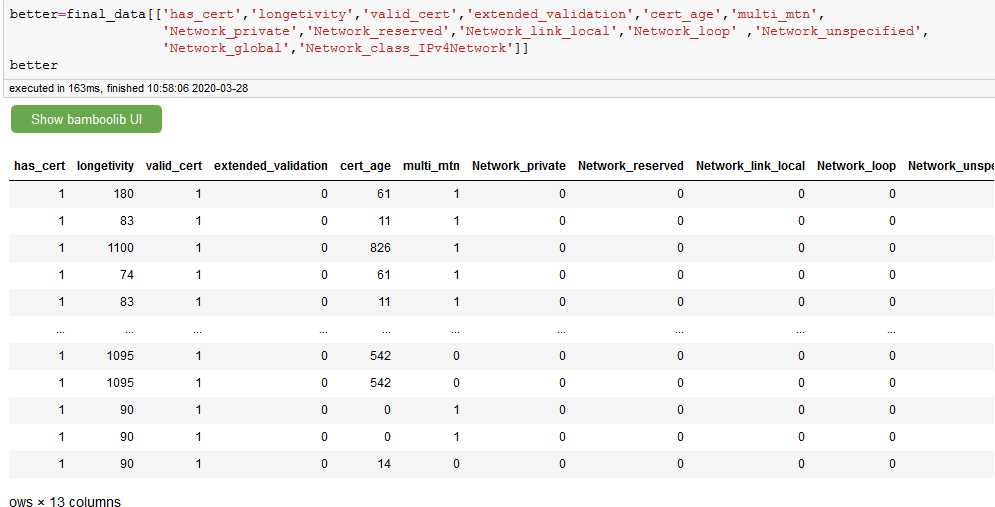 better=final_data[['has_cert','longetivity','valid_cert','extended_validation','cert_age','multi_mtn',
'Network_private','Network_reserved','Network_link_local','Network_loop' ,'Network_unspecified',
'Network_global','Network_class_IPv4Network']]
better
executed in 163ms, finished 10:58:06 2020-03-28
Show bamboolib UI
has_cert longetivity valid_cert extended_validation cert_age multi_mtn Network_private Network_reserved Network_link_local Network_loop Network_unspe
1 180 1 0 61 1 0 0 0 0
1 83 1 0 11 1 0 0 0 0
1 1100 1 0 826 1 0 0 0 0
1 74 1 0 61 1 0 0 0 0
1 83 1 0 11 1 0 0 0 0
... ... ... ... ... ... ... ... ... ...
1 1095 1 0 542 0 0 0 0 0
1 1095 1 0 542 0 0 0 0 0
1 90 1 0 0 1 0 0 0 0
1 90 1 0 0 1 0 0 0 0
1 90 1 0 14 0 0 0 0 0
ows × 13 columns